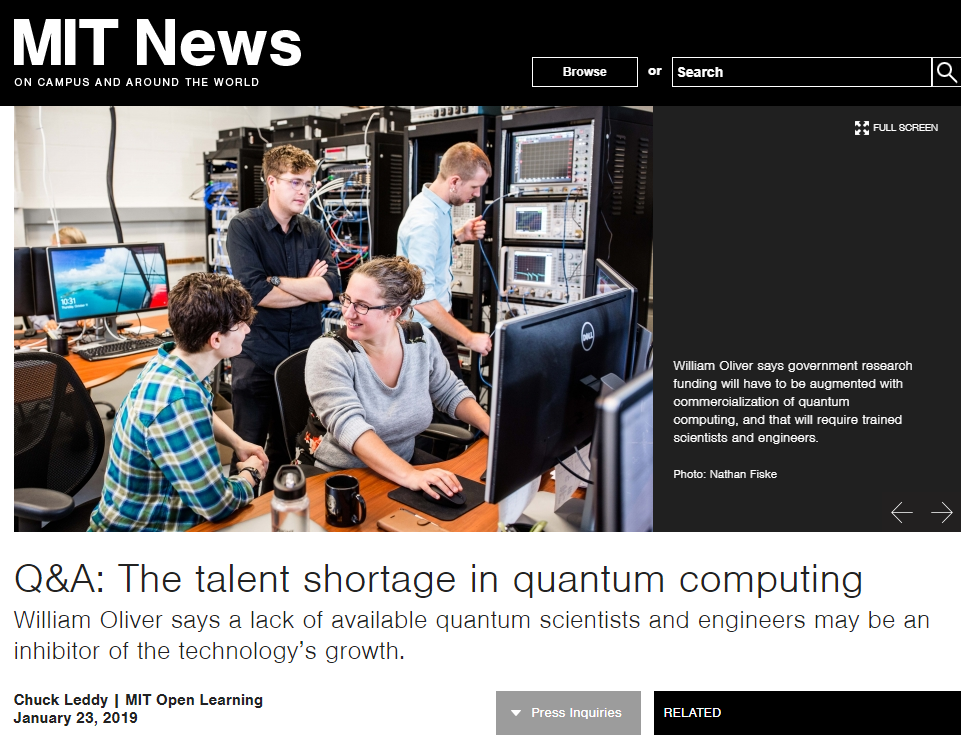 MIT News
ON CAMPUS AND AROUND THE WORLD
Browse
or
Search
FULL SCREEN
10:31
DELL
William Oliver says government research
funding will have to be augmented with
commercialization of quantum
computing, and that will require trained
scientists and engineers.
Photo: Nathan Fiske
Q&A: The talent shortage in quantum computing
William Oliver says a lack of available quantum scientists and engineers may be an
inhibitor of the technology’s growth.
Chuck Leddy | MIT Open Learning
January 23, 2019
Press Inquiries
RELATED